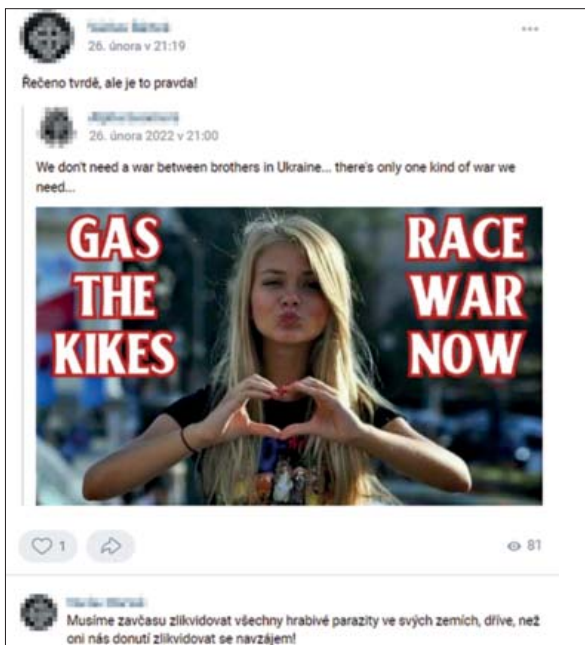 26. února v 21:19
Řečeno tvrdě, ale je to pravda!
26. února 2022 v 21:00
We don't need a war between brothers in Ukraine... there's only one kind of war we
need...
GAS
THE
KIKES
RACE
WAR
NOW
1
81
Musíme zavčasu zlikvidovat všechny hrabivé parazity ve svých zemích, dříve, než
oni nás donutí zlikvidovat se navzájem!